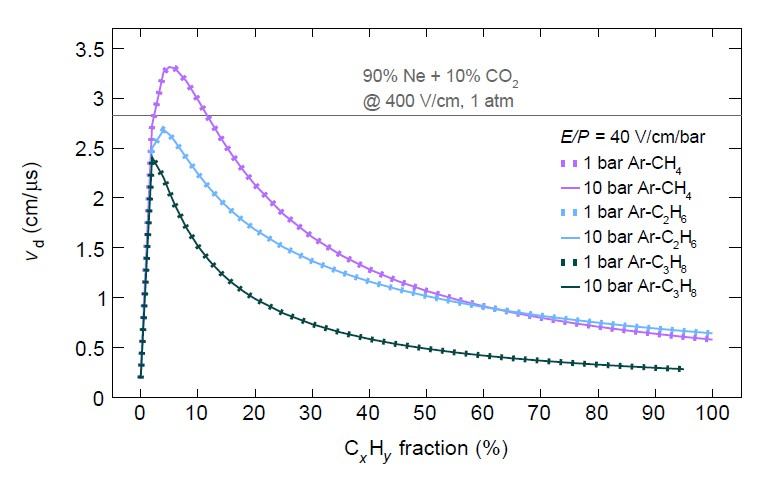 3.5
3
2.5
2
1.5
1
0.5
0
v_d (cm/μs)
90% Ne + 10% CO₂
@ 400 V/cm, 1 atm
E/P = 40 V/cm/bar
1 bar Ar-CH₄
10 bar Ar-CH₄
1 bar Ar-C₂H₆
10 bar Ar-C₂H₆
1 bar Ar-C₃H₈
10 bar Ar-C₃H₈
0 10 20 30 40 50 60 70 80 90 100
CₓH_y fraction (%)